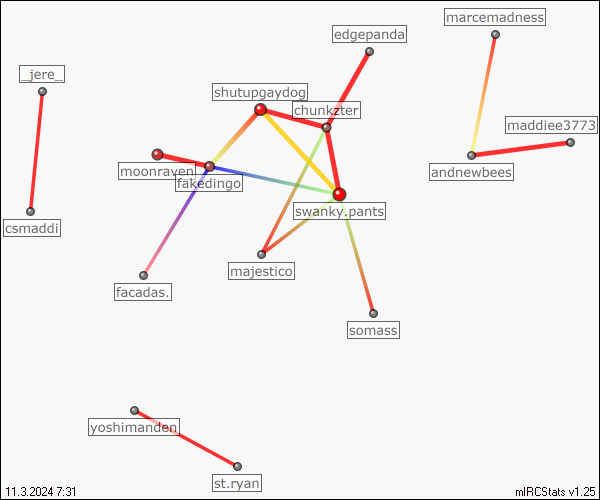 marcemadness
edgepanda
_jere_
shutupgaydog
chunkzter
maddiee3773
moonraven
andnewbees
fakedingo
swanky.pants
csmaddi
majestico
facadas.
somass
yoshimanden
st.ryan
11.3.2024 7:31
mIRCStats v1.25